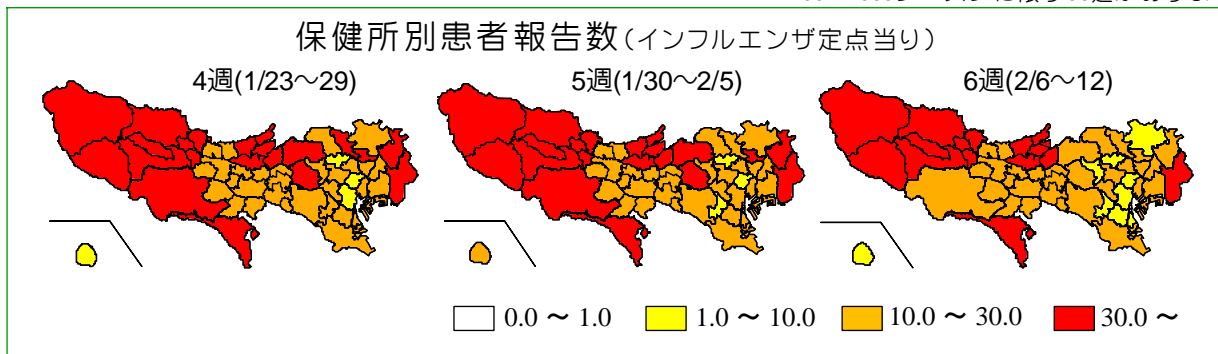 保健所別患者報告数(インフルエンザ定点当り)
4週(1/23～29)
5週(1/30～2/5)
6週(2/6～12)
0.0 ～ 1.0
1.0 ～ 10.0
10.0 ～ 30.0
30.0 ～